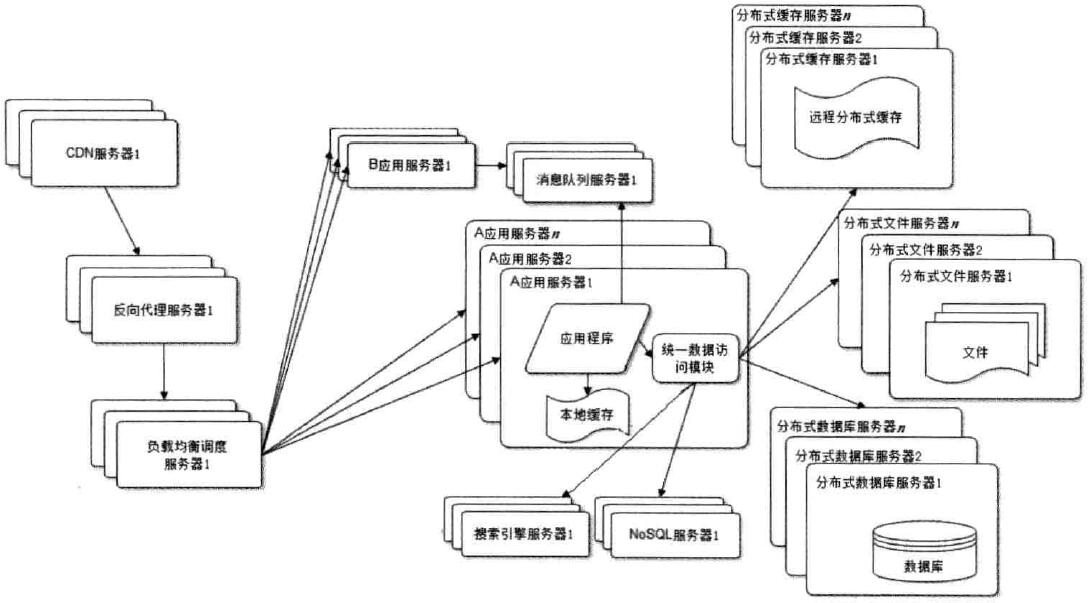 分布式缓存服务器n
分布式缓存服务器2
分布式缓存服务器1
远程分布式缓存
CDN服务器1
B应用服务器1
消息队列服务器1
反向代理服务器1
负载均衡调度
服务器1
A应用服务器n
A应用服务器2
A应用服务器1
应用程序
统一数据访
问模块
本地缓存
分布式文件服务器n
分布式文件服务器2
分布式文件服务器1
文件
分布式数据库服务器n
分布式数据库服务器2
分布式数据库服务器1
数据库
搜索引擎服务器1
NoSQL服务器1